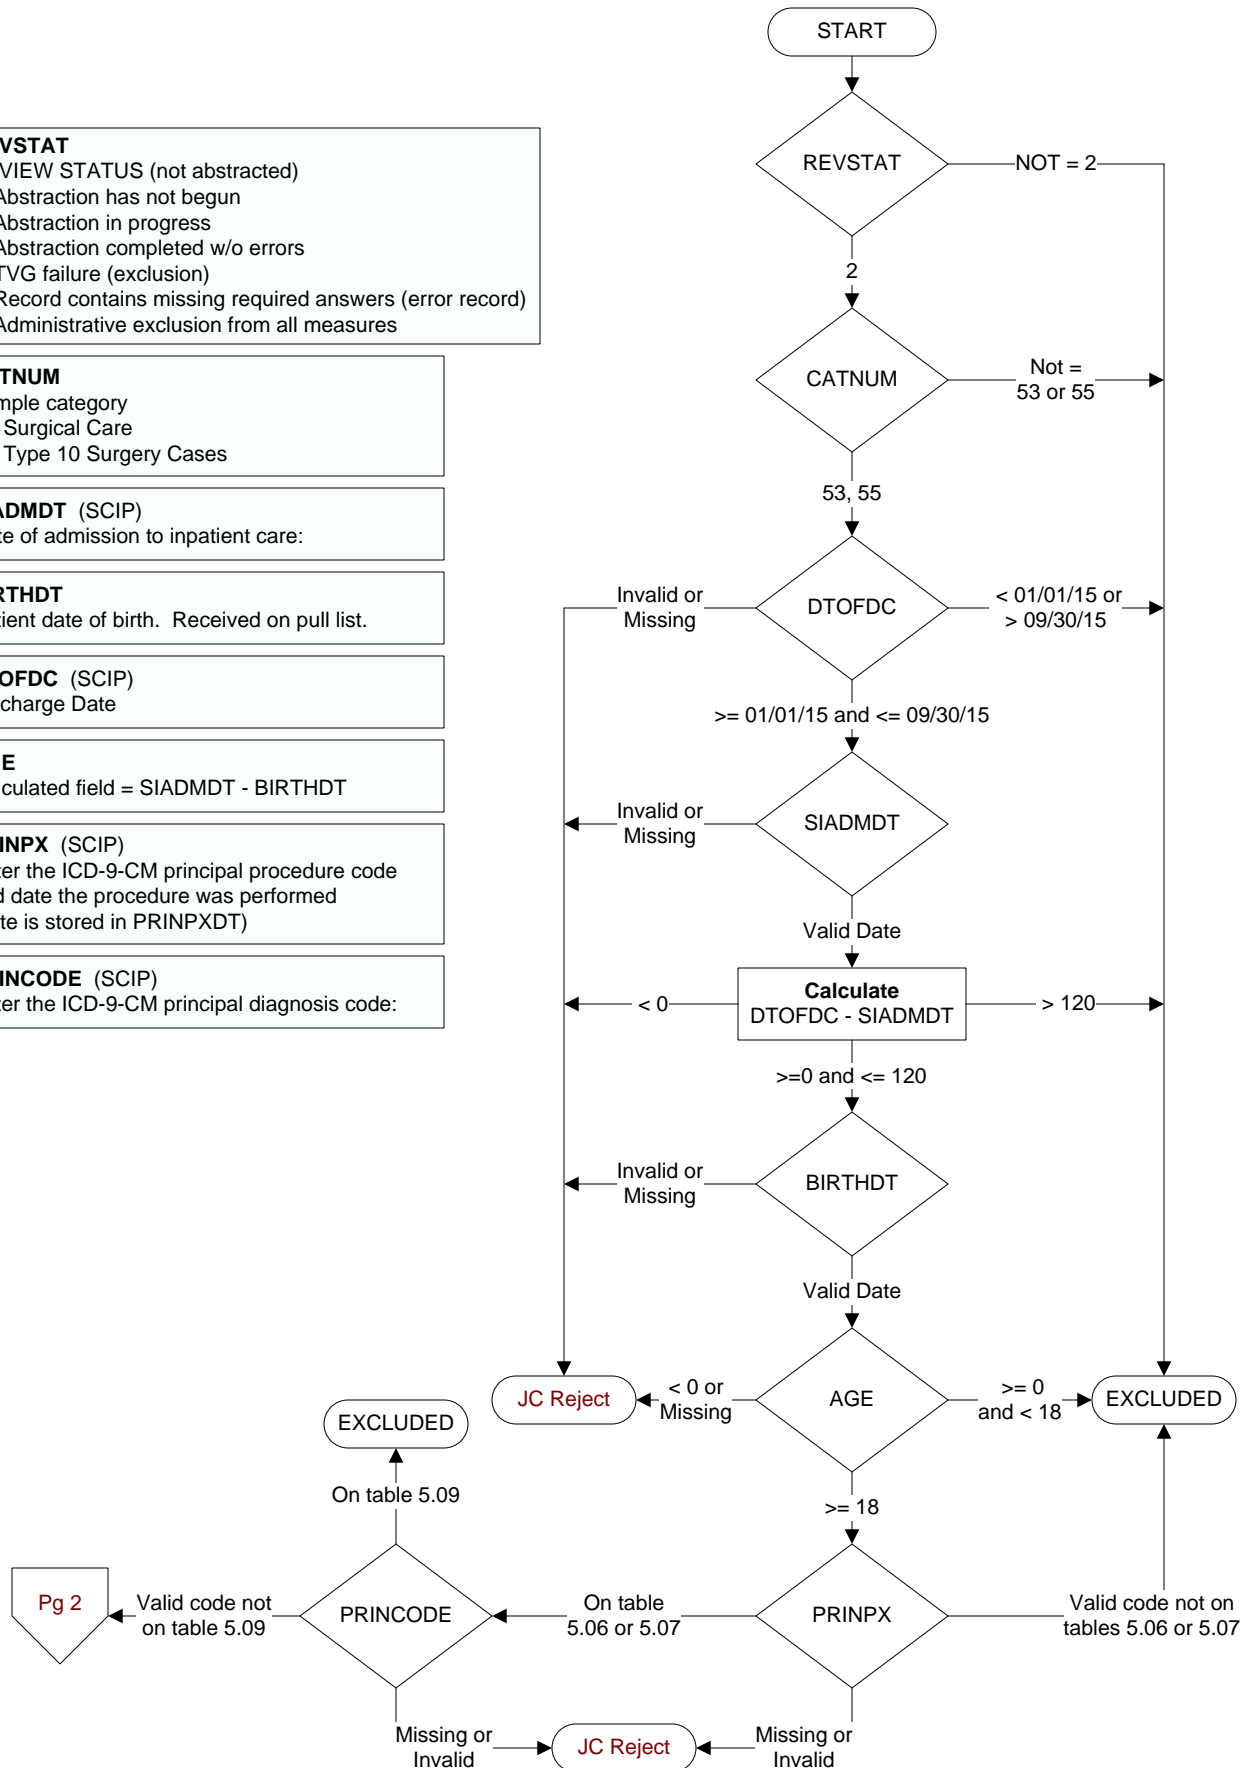 START
VSTAT
VIEW STATUS (not abstracted)
Abstraction has not begun
Abstraction in progress
Abstraction completed w/o errors
TVG failure (exclusion)
Record contains missing required answers (error record)
Administrative exclusion from all measures
TNUM
mple category
Surgical Care
Type 10 Surgery Cases
ADMDT (SCIP)
te of admission to inpatient care:
RTHDT
tient date of birth. Received on pull list.
OFDC (SCIP)
charge Date
E
culated field = SIADMDT - BIRTHDT
INPX (SCIP)
ter the ICD-9-CM principal procedure code
d date the procedure was performed
te is stored in PRINPXDT)
INCODE (SCIP)
ter the ICD-9-CM principal diagnosis code:
REVSTAT
NOT = 2
2
CATNUM
Not =
53 or 55
53, 55
Invalid or
Missing
DTOFDC
< 01/01/15 or
> 09/30/15
>= 01/01/15 and <= 09/30/15
Invalid or
Missing
SIADMDT
Valid Date
< 0
Calculate
DTOFDC - SIADMDT
> 120
>=0 and <= 120
Invalid or
Missing
BIRTHDT
Valid Date
JC Reject
< 0 or
Missing
AGE
>= 0
and < 18
EXCLUDED
EXCLUDED
On table 5.09
>= 18
Pg 2
Valid code not
on table 5.09
PRINCODE
On table
5.06 or 5.07
PRINPX
Valid code not on
tables 5.06 or 5.07
Missing or
Invalid
JC Reject
Missing or
Invalid